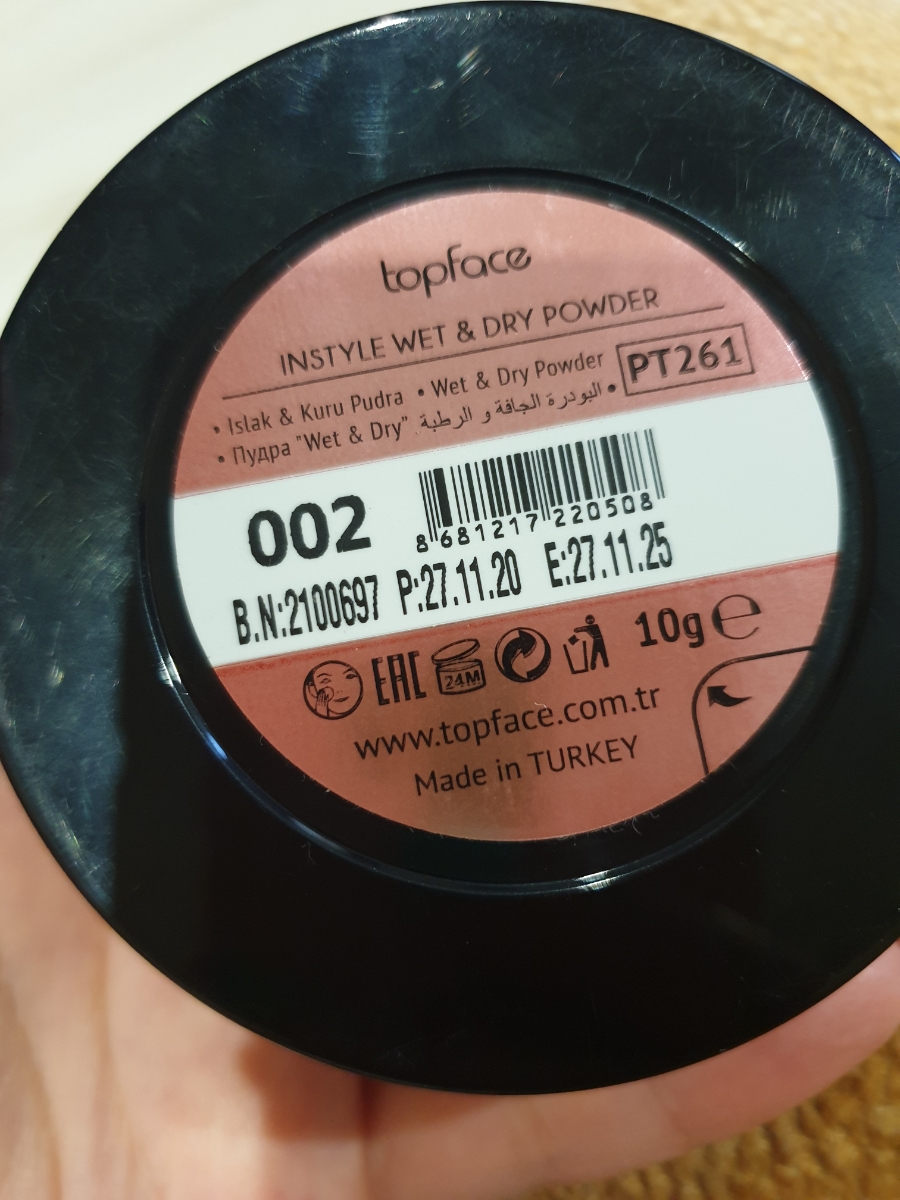 topface
INSTYLE WET & DRY POWDER
• Islak & Kuru Pudra • Wet & Dry Powder
PT261
• Пудра "Wet & Dry" البودرة الجافة و الرطبة •
002
8 681217 220508
B.N:2100697 P:27.11.20 E:27.11.25
EAC 24M 10g ℮
www.topface.com.tr
Made in TURKEY